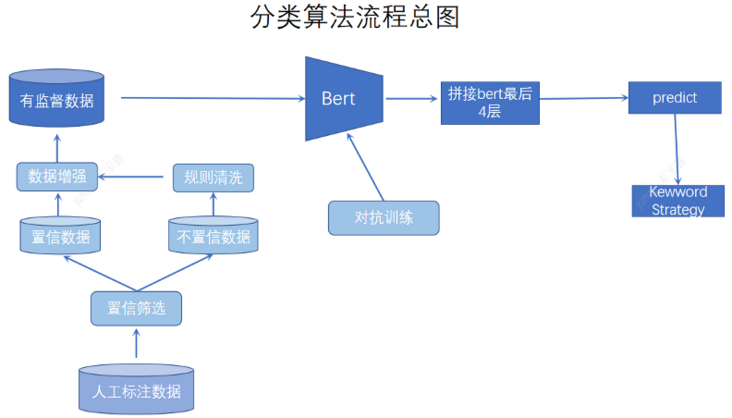 分类算法流程总图
有监督数据
Bert
拼接bert最后
4层
predict
数据增强
规则清洗
Kewword
Strategy
置信数据
不置信数据
对抗训练
置信筛选
人工标注数据